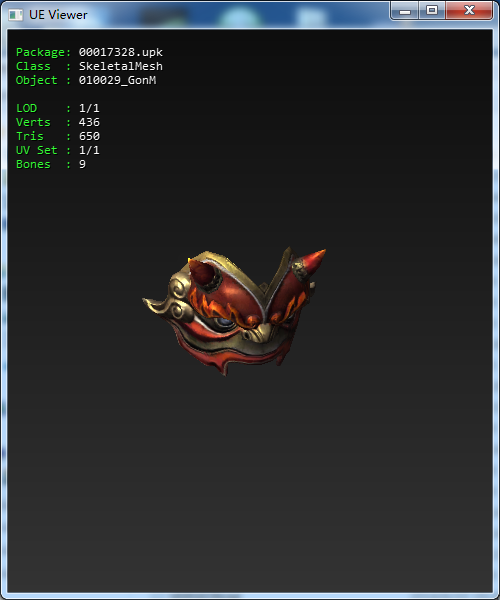 UE Viewer
Package: 00017328.upk
Class : SkeletalMesh
Object : 010029_GonM
LOD : 1/1
Verts : 436
Tris : 650
UV Set : 1/1
Bones : 9